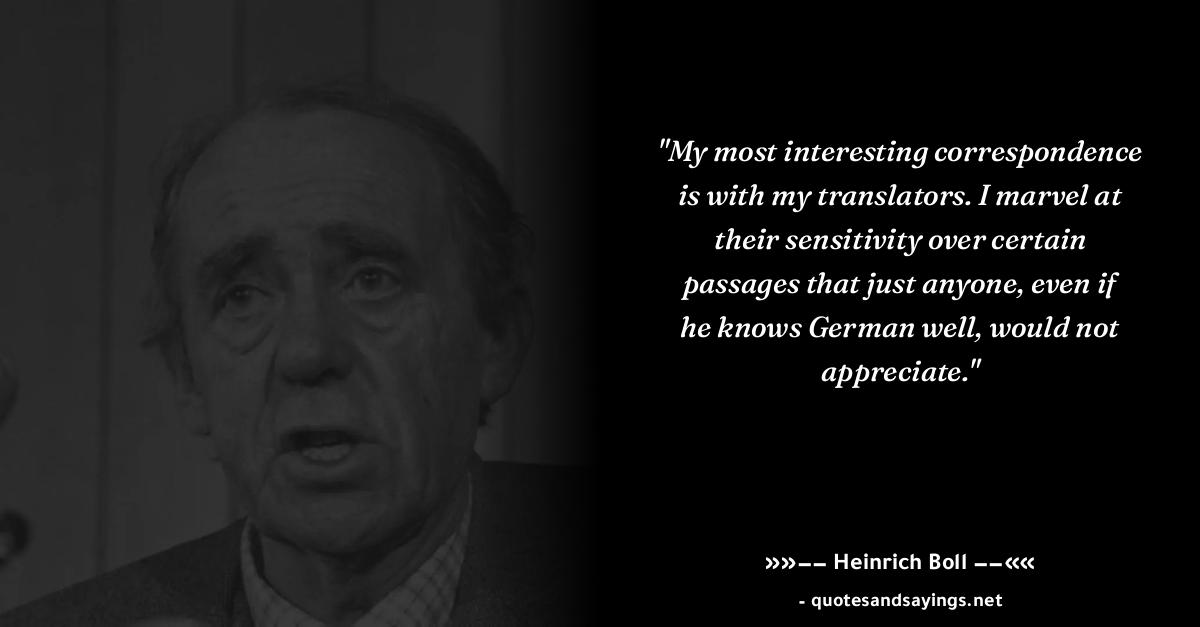 "My most interesting correspondence
is with my translators. I marvel at
their sensitivity over certain
passages that just anyone, even if
he knows German well, would not
appreciate."
»»−− Heinrich Boll −−««
- quotesandsayings.net